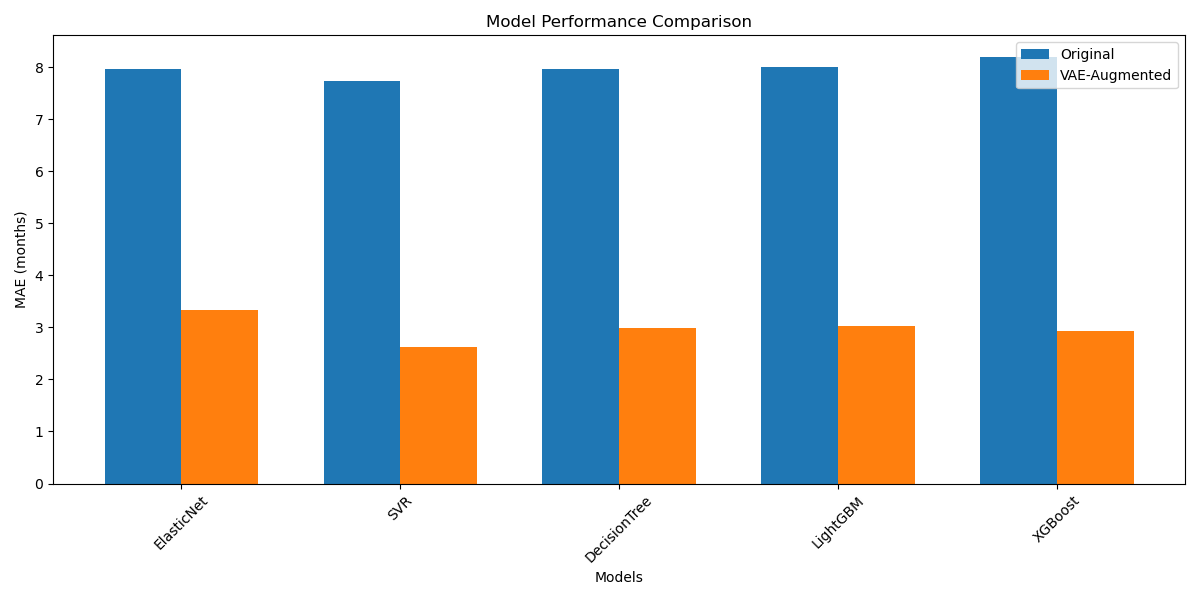 Model Performance Comparison
Original
VAE-Augmented
MAE (months)
8
7
6
5
4
3
2
1
0
ElasticNet
SVR
DecisionTree
LightGBM
XGBoost
Models